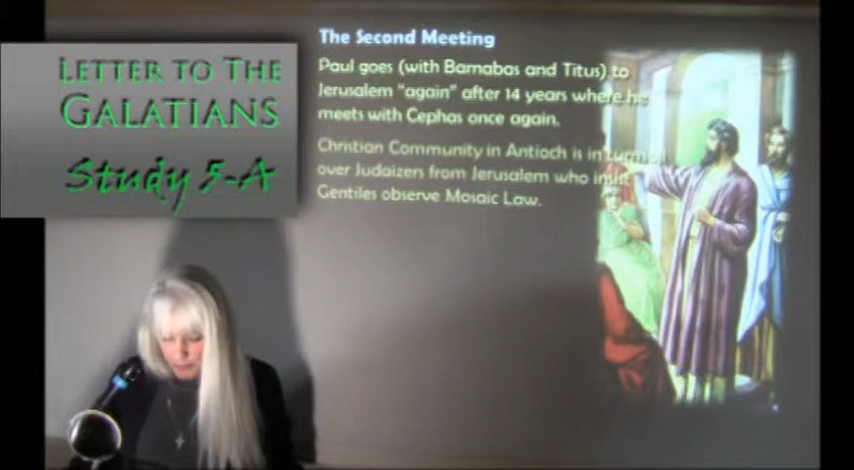 LETTER TO THE
GALATIANS
Study 5-A
The Second Meeting
Paul goes (with Barnabas and Titus) to
Jerusalem "again" after 14 years where he
meets with Cephas once again.
Christian Community in Antioch is in turmoil
over Judaizers from Jerusalem who insist
Gentiles observe Mosaic Law.